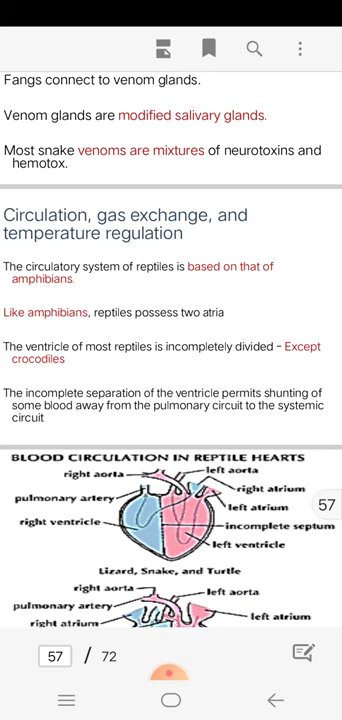 Fangs connect to venom glands.
Venom glands are modified salivary glands.
Most snake venoms are mixtures of neurotoxins and
hemotox.
Circulation, gas exchange, and
temperature regulation
The circulatory system of reptiles is based on that of
amphibians.
Like amphibians, reptiles possess two atria
The ventricle of most reptiles is incompletely divided – Except
crocodiles
The incomplete separation of the ventricle permits shunting of
some blood away from the pulmonary circuit to the systemic
circuit
BLOOD CIRCULATION IN REPTILE HEARTS
right aorta
left aorta
right atrium
pulmonary artery
left atrium
57
right ventricle
incomplete septum
left ventricle
Lizard, Snake, and Turtle
right aorta
left aorta
pulmonary artery
left atrium
right atrium
57 / 72